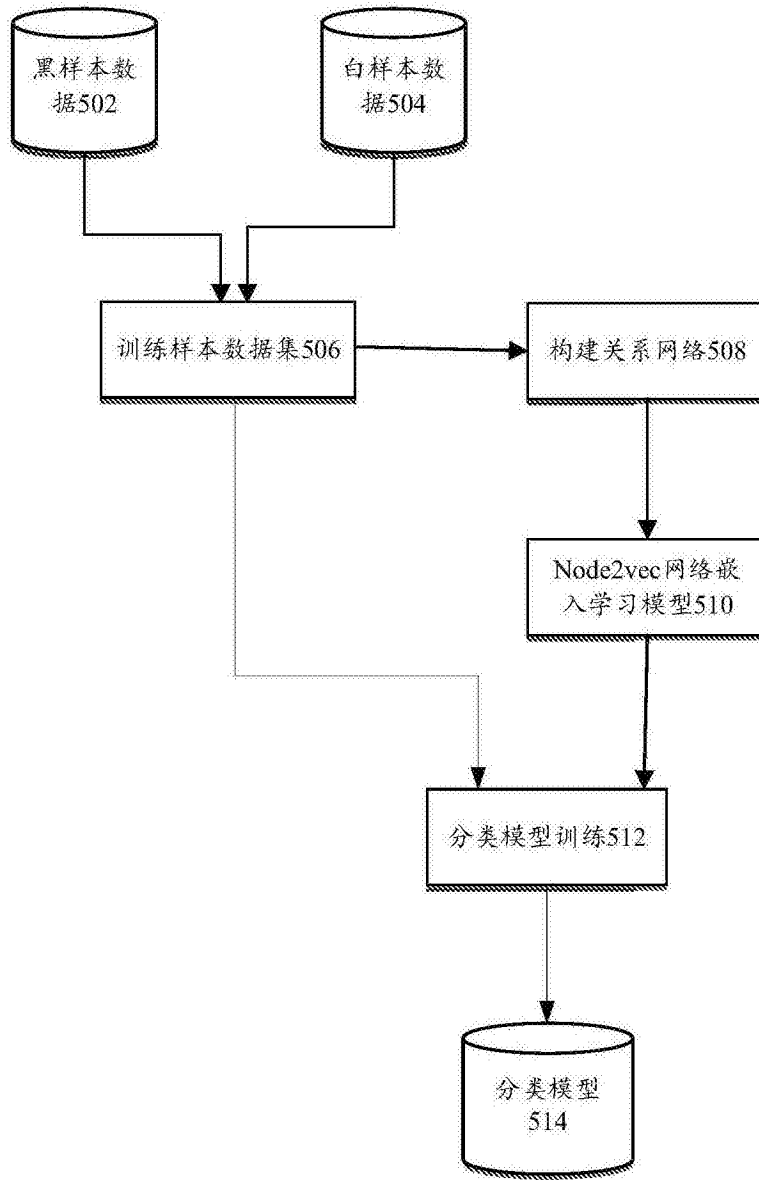 黑样本数
据502
白样本数
据504
训练样本数据集506
构建关系网络508
Node2vec网络嵌
入学习模型510
分类模型训练512
分类模型
514